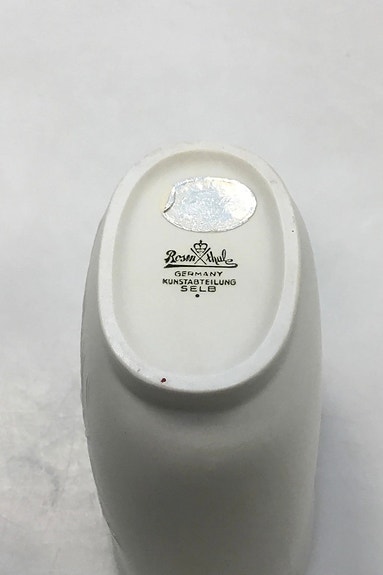 Rosenthal
GERMANY
KUNSTABTEILUNG
SELB